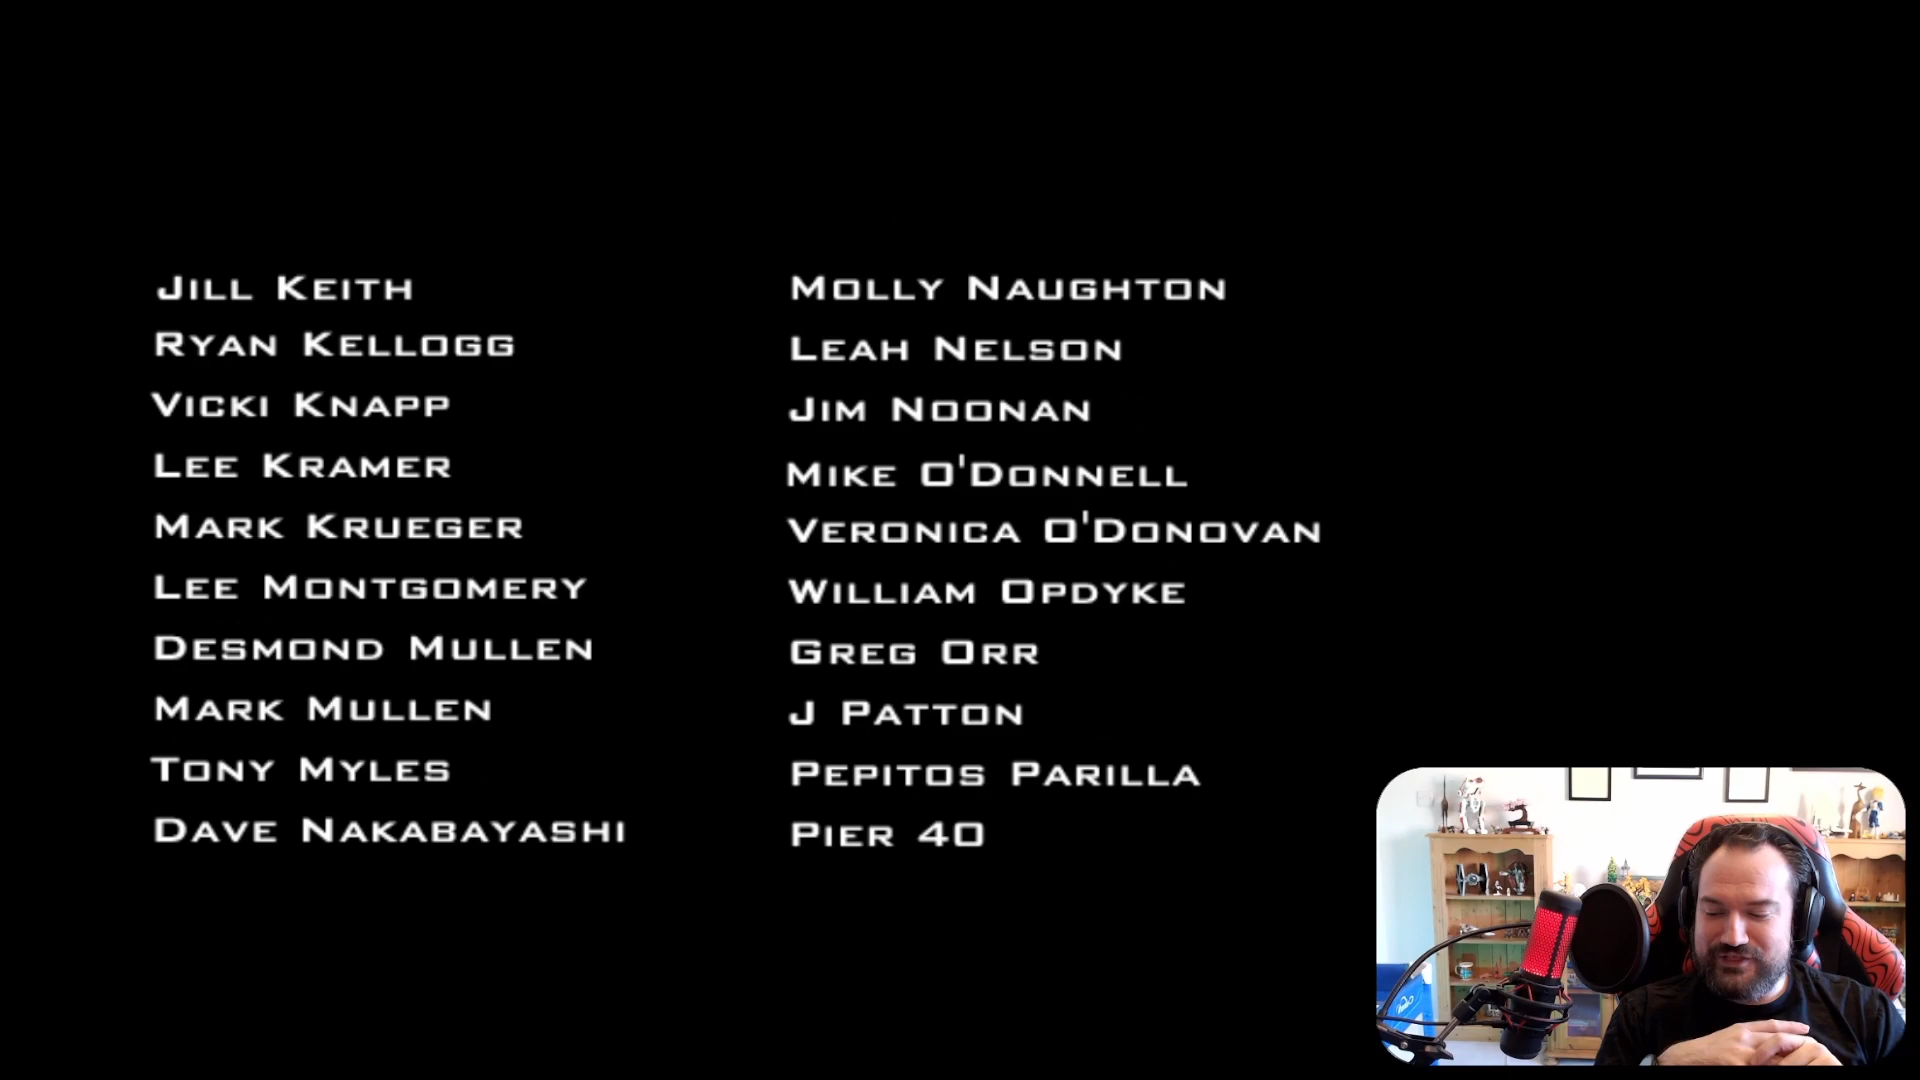 Jill Keith
Ryan Kellogg
Vicki Knapp
Lee Kramer
Mark Krueger
Lee Montgomery
Desmond Mullen
Mark Mullen
Tony Myles
Dave Nakabayashi
Molly Naughton
Leah Nelson
Jim Noonan
Mike O'Donnell
Veronica O'Donovan
William Opdyke
Greg Orr
J Patton
Pepitos Parilla
Pier 40